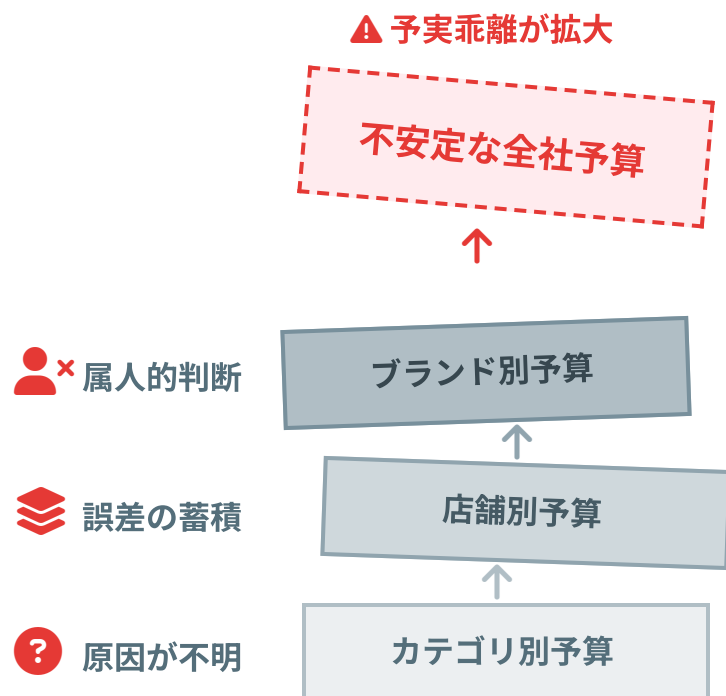 予実乖離が拡大
不安定な全社予算
属人的判断
ブランド別予算
誤差の蓄積
店舗別予算
原因が不明
カテゴリ別予算